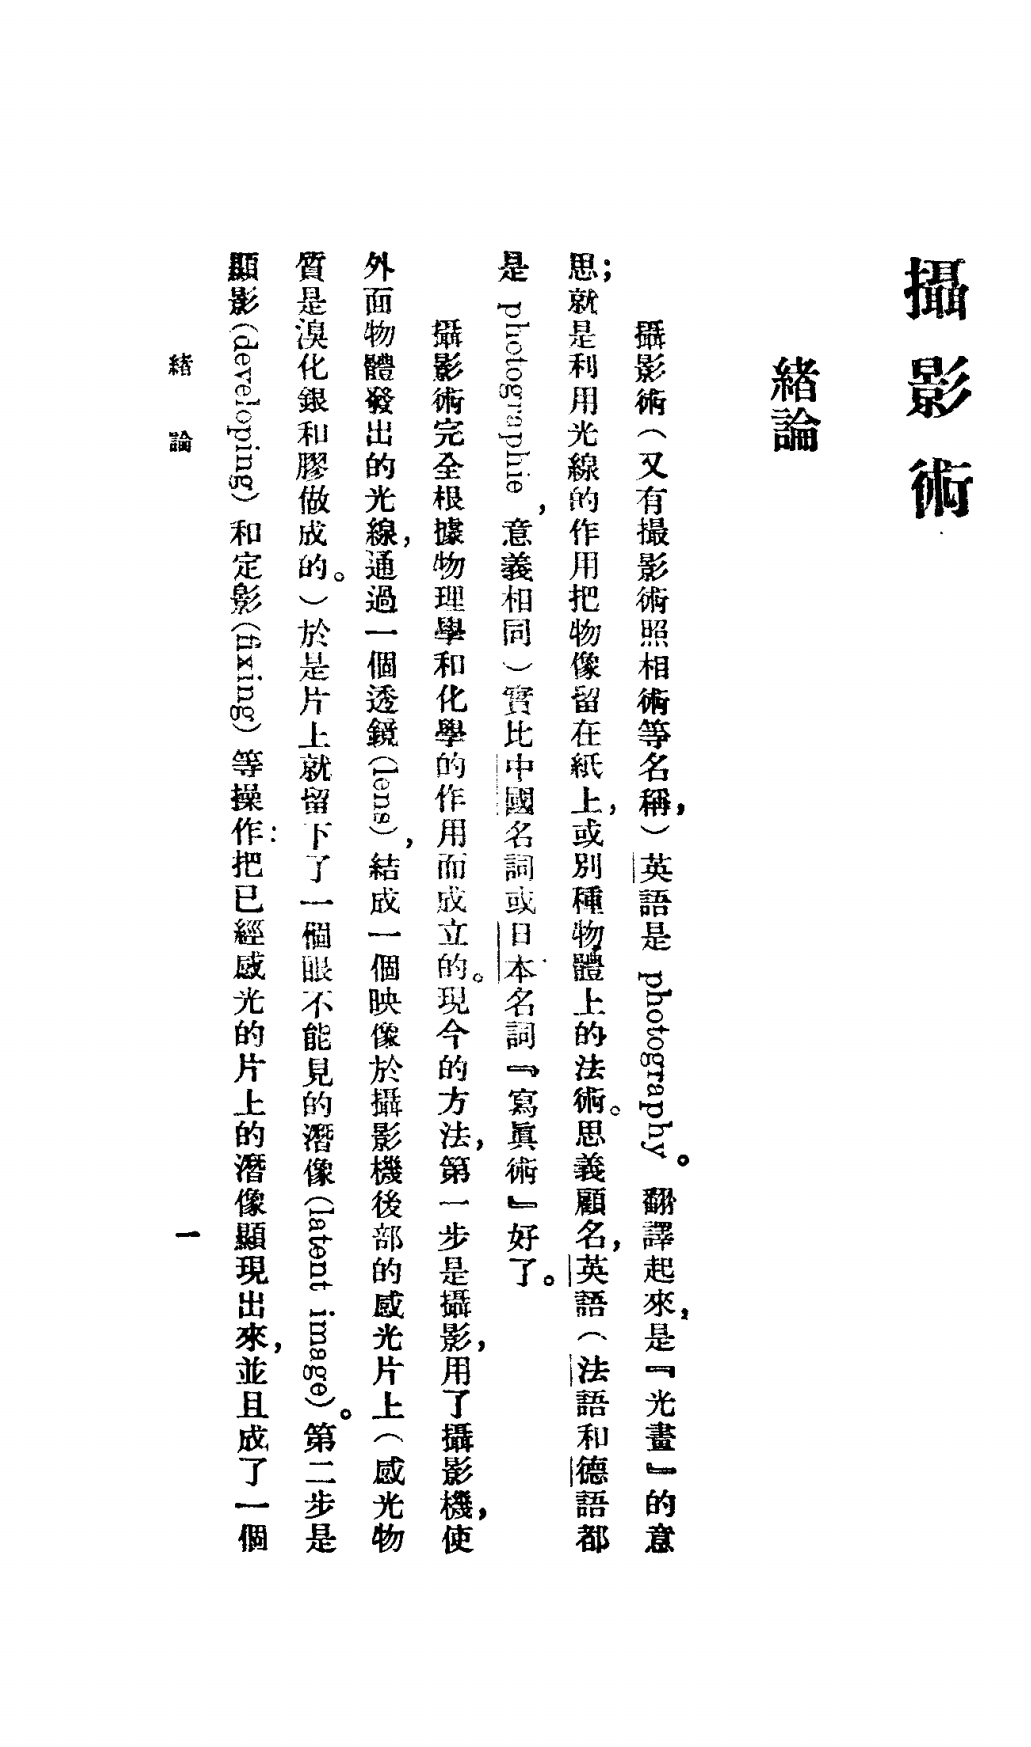 攝影術
緒論
攝影術（又有撮影術照相術等名稱，）英語是 photography。翻譯起來，是『光畫』的意
思；就是利用光線的作用把物像留在紙上，或別種物體上的法術。思義顧名，英語（法語和德語都
是 photographie，意義相同）實比中國名詞或日本名詞『寫眞術』好了。
攝影術完全根據物理學和化學的作用而成立的。現今的方法，第一步是攝影，用了攝影機，使
外面物體發出的光線，通過一個透鏡(lens)，結成一個映像於攝影機後部的感光片上（感光物
質是溴化銀和膠做成的。）於是片上就留下了一個眼不能見的潛像(latent image)。第二步是
顯影(developing)和定影(fixing)等操作：把已經感光的片上的潛像顯現出來，並且成了一個
緒論
一